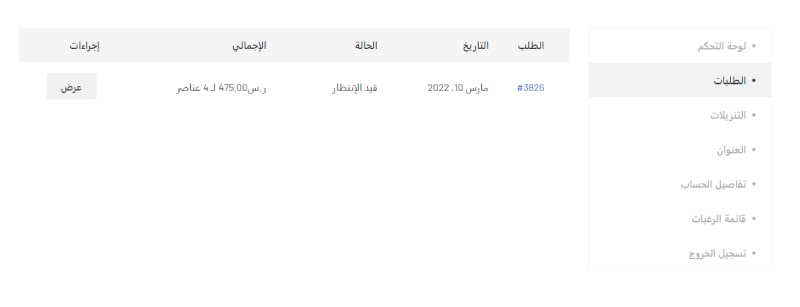 لوحة التحكم
الطلبات
التنزيلات
العنوان
تفاصيل الحساب
قائمة الرغبات
تسجيل الخروج
الطلب التاريخ الحالة الإجمالي إجراءات
#3826 مارس 10, 2022 قيد الإنتظار ر.س475,00 لـ 4 عناصر عرض